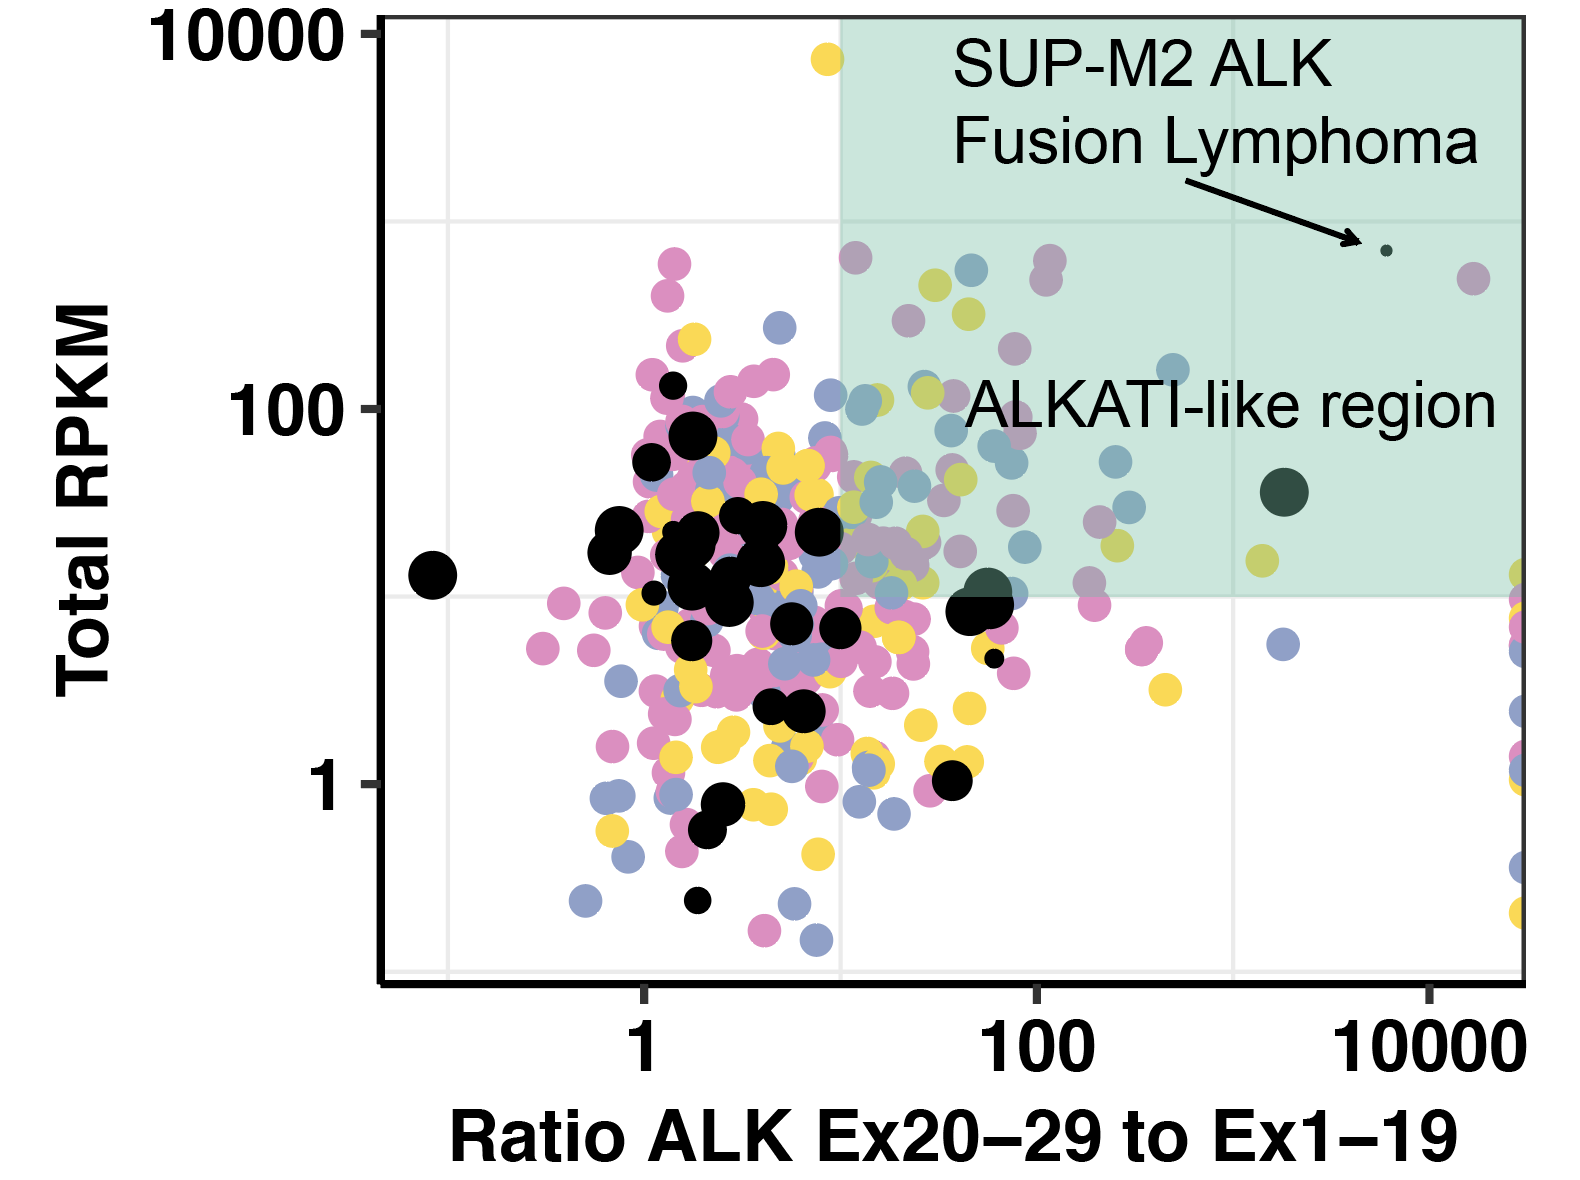 10000
100
1
Total RPKM
SUP-M2 ALK
Fusion Lymphoma
ALKATI-like region
1
100
10000
Ratio ALK Ex20–29 to Ex1–19